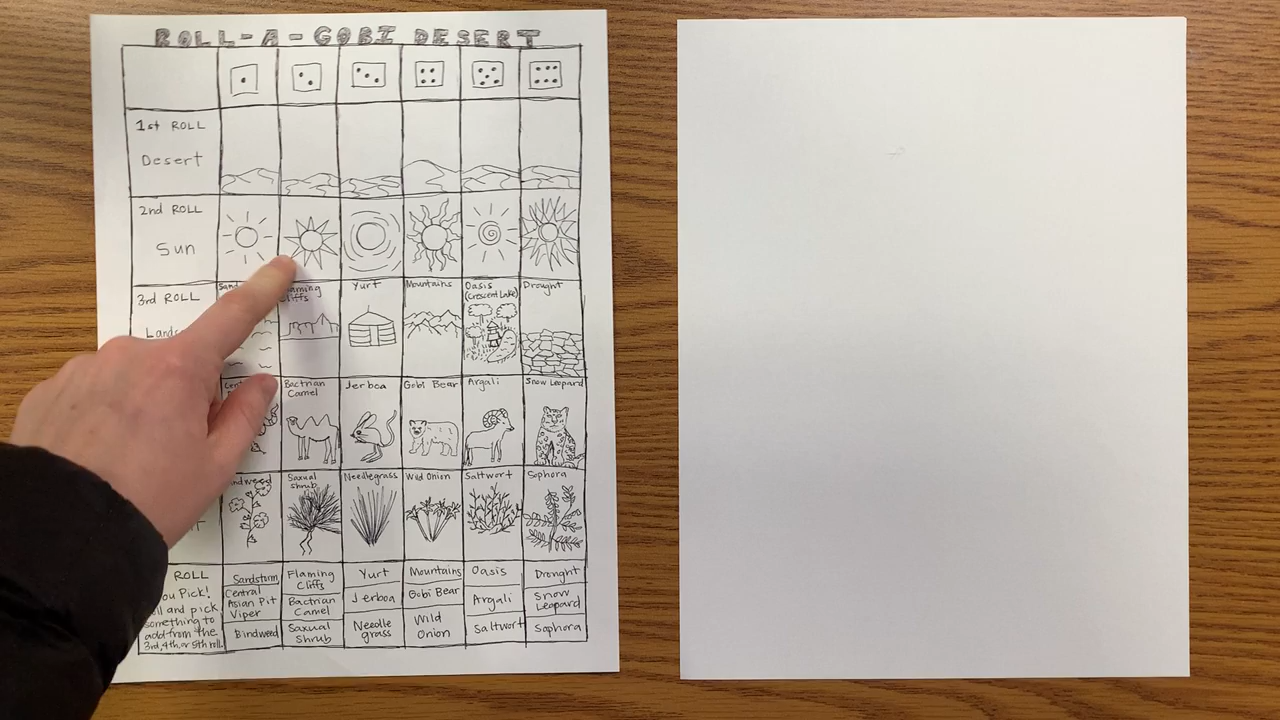 ROLL-A-GOBI DESERT
1st ROLL
Desert
2nd ROLL
Sun
3rd ROLL
Yurt
Mountains
Oasis
(Crescent Lake)
Drought
Cliffs
Bactrian
Camel
Jerboa
Gobi Bear
Argali
Snow Leopard
Saxual
Shrub
Needlegrass
Wild Onion
Saltwort
Sophora
ROLL
You Pick!
and pick
something to
add from the
3rd, 4th, or 5th roll.
Sandstorm
Central
Asian Pit
Viper
Bindweed
Flaming
Cliffs
Bactrian
Camel
Saxual
Shrub
Yurt
Jerboa
Needle
grass
Mountains
Gobi Bear
Wild
Onion
Oasis
Argali
Saltwort
Drought
Snow
Leopard
Sophora